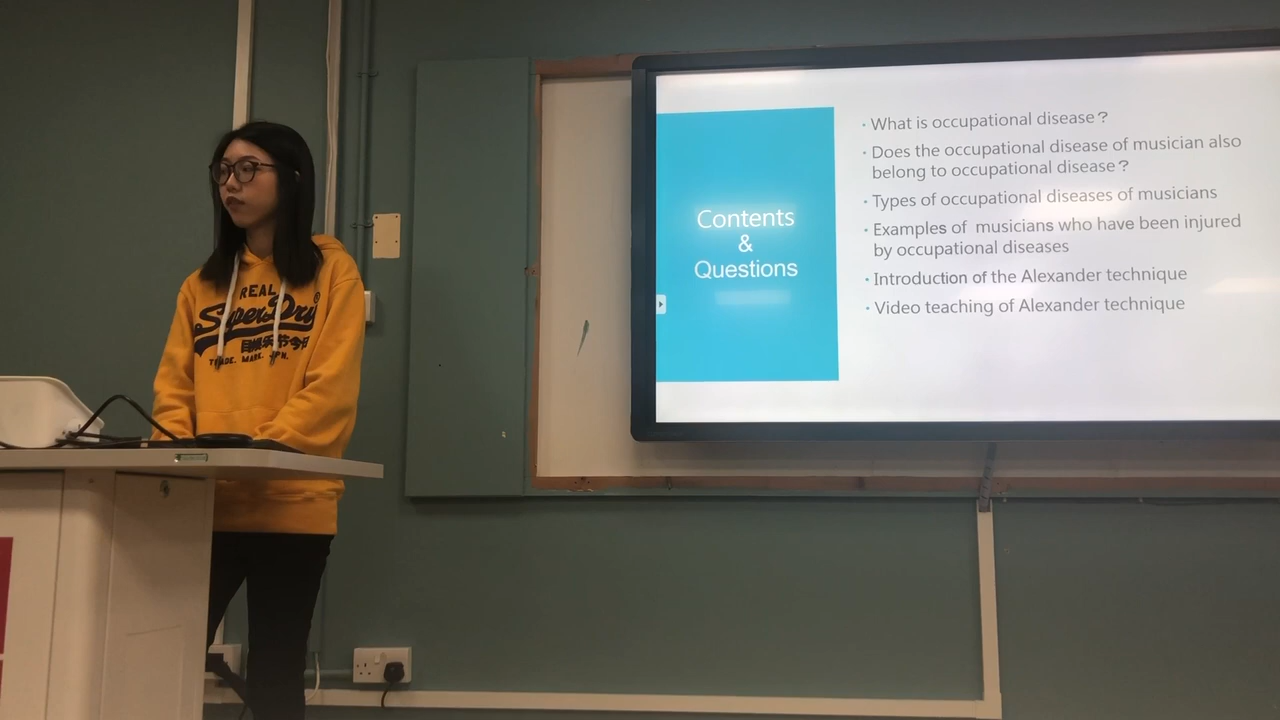 REAL
SuperDry®
TRADE. MARK. JPN.
Contents
&
Questions
• What is occupational disease？
• Does the occupational disease of musician also
belong to occupational disease？
• Types of occupational diseases of musicians
• Examples of musicians who have been injured
by occupational diseases
• Introduction of the Alexander technique
• Video teaching of Alexander technique